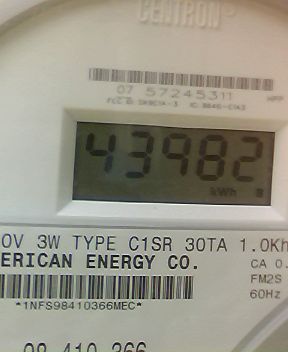 CENTRON®
07 57245311
43982
kWh
0V 3W TYPE C1SR 30TA 1.0Kh
ERICAN ENERGY CO.
CA 0.
FM2S
60Hz
*1NFS98410366MEC*
98 410 366